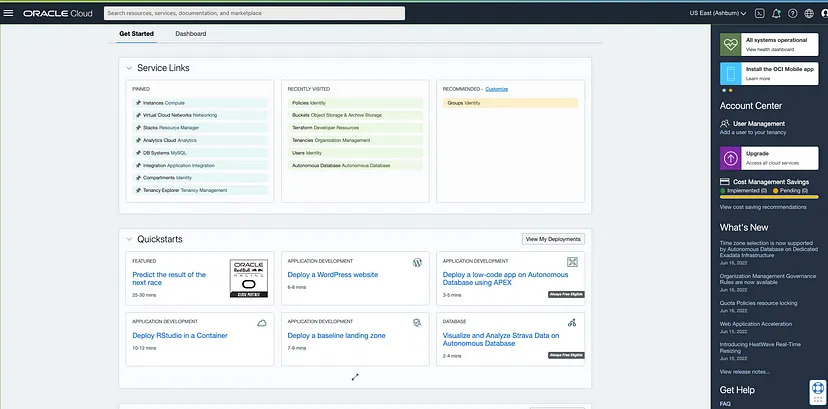 ORACLE Cloud
Search resources, services, documentation, and marketplace
US East (Ashburn)
Get Started
Dashboard
Service Links
PINNED
Instances Compute
Virtual Cloud Networks Networking
Stacks Resource Manager
Analytics Cloud Analytics
DB Systems MySQL
Integration Application Integration
Compartments Identity
Tenancy Explorer Tenancy Management
RECENTLY VISITED
Policies Identity
Buckets Object Storage & Archive Storage
Terraform Developer Resources
Tenancies Organization Management
Users Identity
Autonomous Database Autonomous Database
RECOMMENDED - Customize
Groups Identity
Quickstarts
View My Deployments
FEATURED
Predict the result of the
next race
25-30 mins
ORACLE
Red Bull
RACING
CLOUD PARTNER
APPLICATION DEVELOPMENT
Deploy a WordPress website
6-8 mins
APPLICATION DEVELOPMENT
Deploy a low-code app on Autonomous
Database using APEX
3-5 mins
Always Free Eligible
APPLICATION DEVELOPMENT
Deploy RStudio in a Container
10-12 mins
APPLICATION DEVELOPMENT
Deploy a baseline landing zone
7-9 mins
DATABASE
Visualize and Analyze Strava Data on
Autonomous Database
2-4 mins
Always Free Eligible
All systems operational
View health dashboard
Install the OCI Mobile app
Learn more
Account Center
User Management
Add a user to your tenancy
Upgrade
Access all cloud services
Cost Management Savings
Implemented (0)
Pending (0)
View cost saving recommendations
What's New
Time zone selection is now supported
by Autonomous Database on Dedicated
Exadata Infrastructure
Jun 16, 2022
Organization Management Governance
Rules are now available
Jun 16, 2022
Quota Policies resource locking
Jun 16, 2022
Web Application Acceleration
Jun 15, 2022
Introducing HeatWave Real-Time
Resizing
Jun 15, 2022
View release notes...
Get Help
FAQ